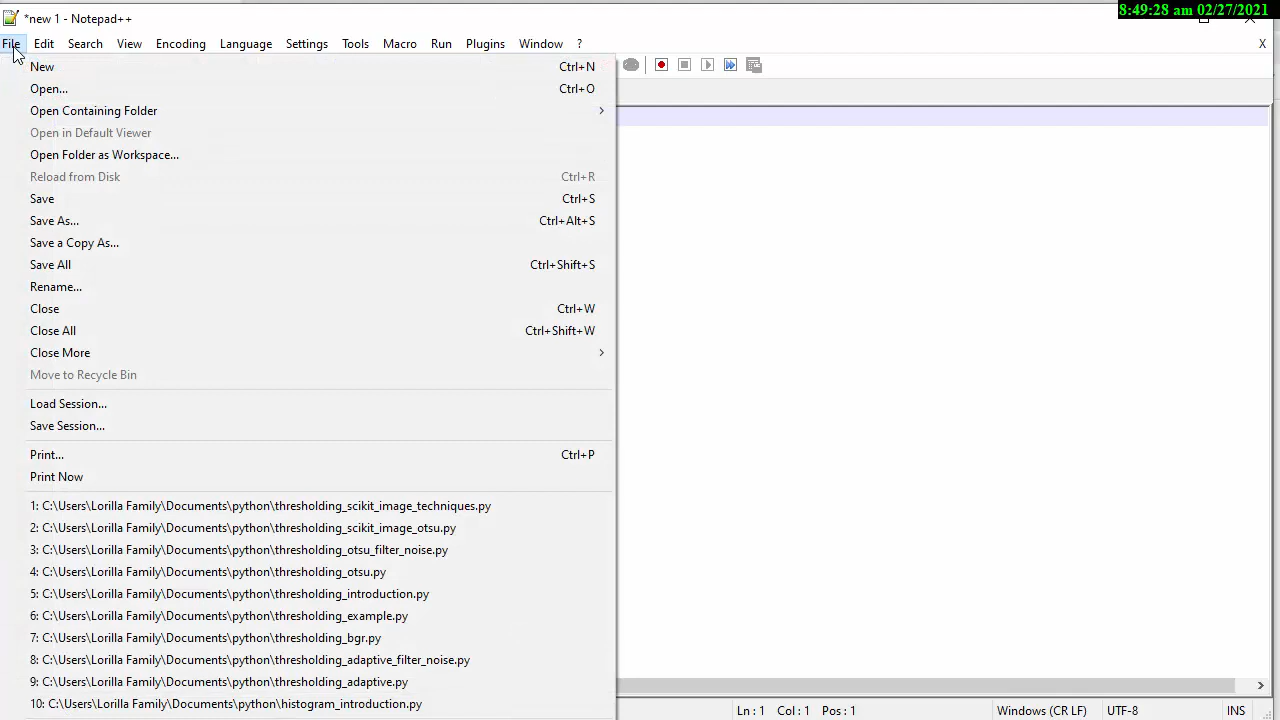 8:49:28 am 02/27/2021
*new 1 - Notepad++
File Edit Search View Encoding Language Settings Tools Macro Run Plugins Window ? X
New Ctrl+N
Open... Ctrl+O
Open Containing Folder
Open in Default Viewer
Open Folder as Workspace...
Reload from Disk Ctrl+R
Save Ctrl+S
Save As... Ctrl+Alt+S
Save a Copy As...
Save All Ctrl+Shift+S
Rename...
Close Ctrl+W
Close All Ctrl+Shift+W
Close More
Move to Recycle Bin
Load Session...
Save Session...
Print... Ctrl+P
Print Now
1: C:\Users\Lorilla Family\Documents\python\thresholding_scikit_image_techniques.py
2: C:\Users\Lorilla Family\Documents\python\thresholding_scikit_image_otsu.py
3: C:\Users\Lorilla Family\Documents\python\thresholding_otsu_filter_noise.py
4: C:\Users\Lorilla Family\Documents\python\thresholding_otsu.py
5: C:\Users\Lorilla Family\Documents\python\thresholding_introduction.py
6: C:\Users\Lorilla Family\Documents\python\thresholding_example.py
7: C:\Users\Lorilla Family\Documents\python\thresholding_bgr.py
8: C:\Users\Lorilla Family\Documents\python\thresholding_adaptive_filter_noise.py
9: C:\Users\Lorilla Family\Documents\python\thresholding_adaptive.py
10: C:\Users\Lorilla Family\Documents\python\histogram_introduction.py
Ln : 1 Col : 1 Pos : 1 Windows (CR LF) UTF-8 INS